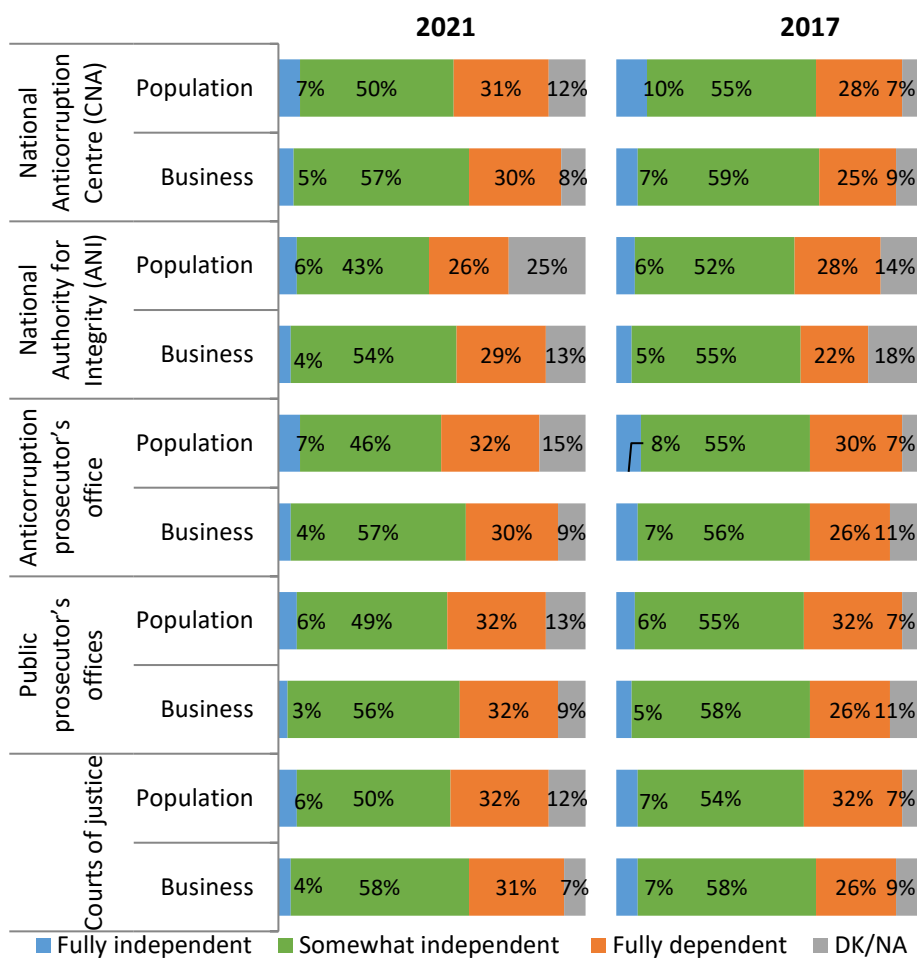 2021 2017
National
Anticorruption
Centre (CNA)
Population 7% 50% 31% 12% 10% 55% 28% 7%
Business 5% 57% 30% 8% 7% 59% 25% 9%
National
Authority for
Integrity (ANI)
Population 6% 43% 26% 25% 6% 52% 28% 14%
Business 4% 54% 29% 13% 5% 55% 22% 18%
Anticorruption
prosecutor’s
office
Population 7% 46% 32% 15% 8% 55% 30% 7%
Business 4% 57% 30% 9% 7% 56% 26% 11%
Public
prosecutor’s
offices
Population 6% 49% 32% 13% 6% 55% 32% 7%
Business 3% 56% 32% 9% 5% 58% 26% 11%
Courts of justice
Population 6% 50% 32% 12% 7% 54% 32% 7%
Business 4% 58% 31% 7% 7% 58% 26% 9%
Fully independent Somewhat independent Fully dependent DK/NA